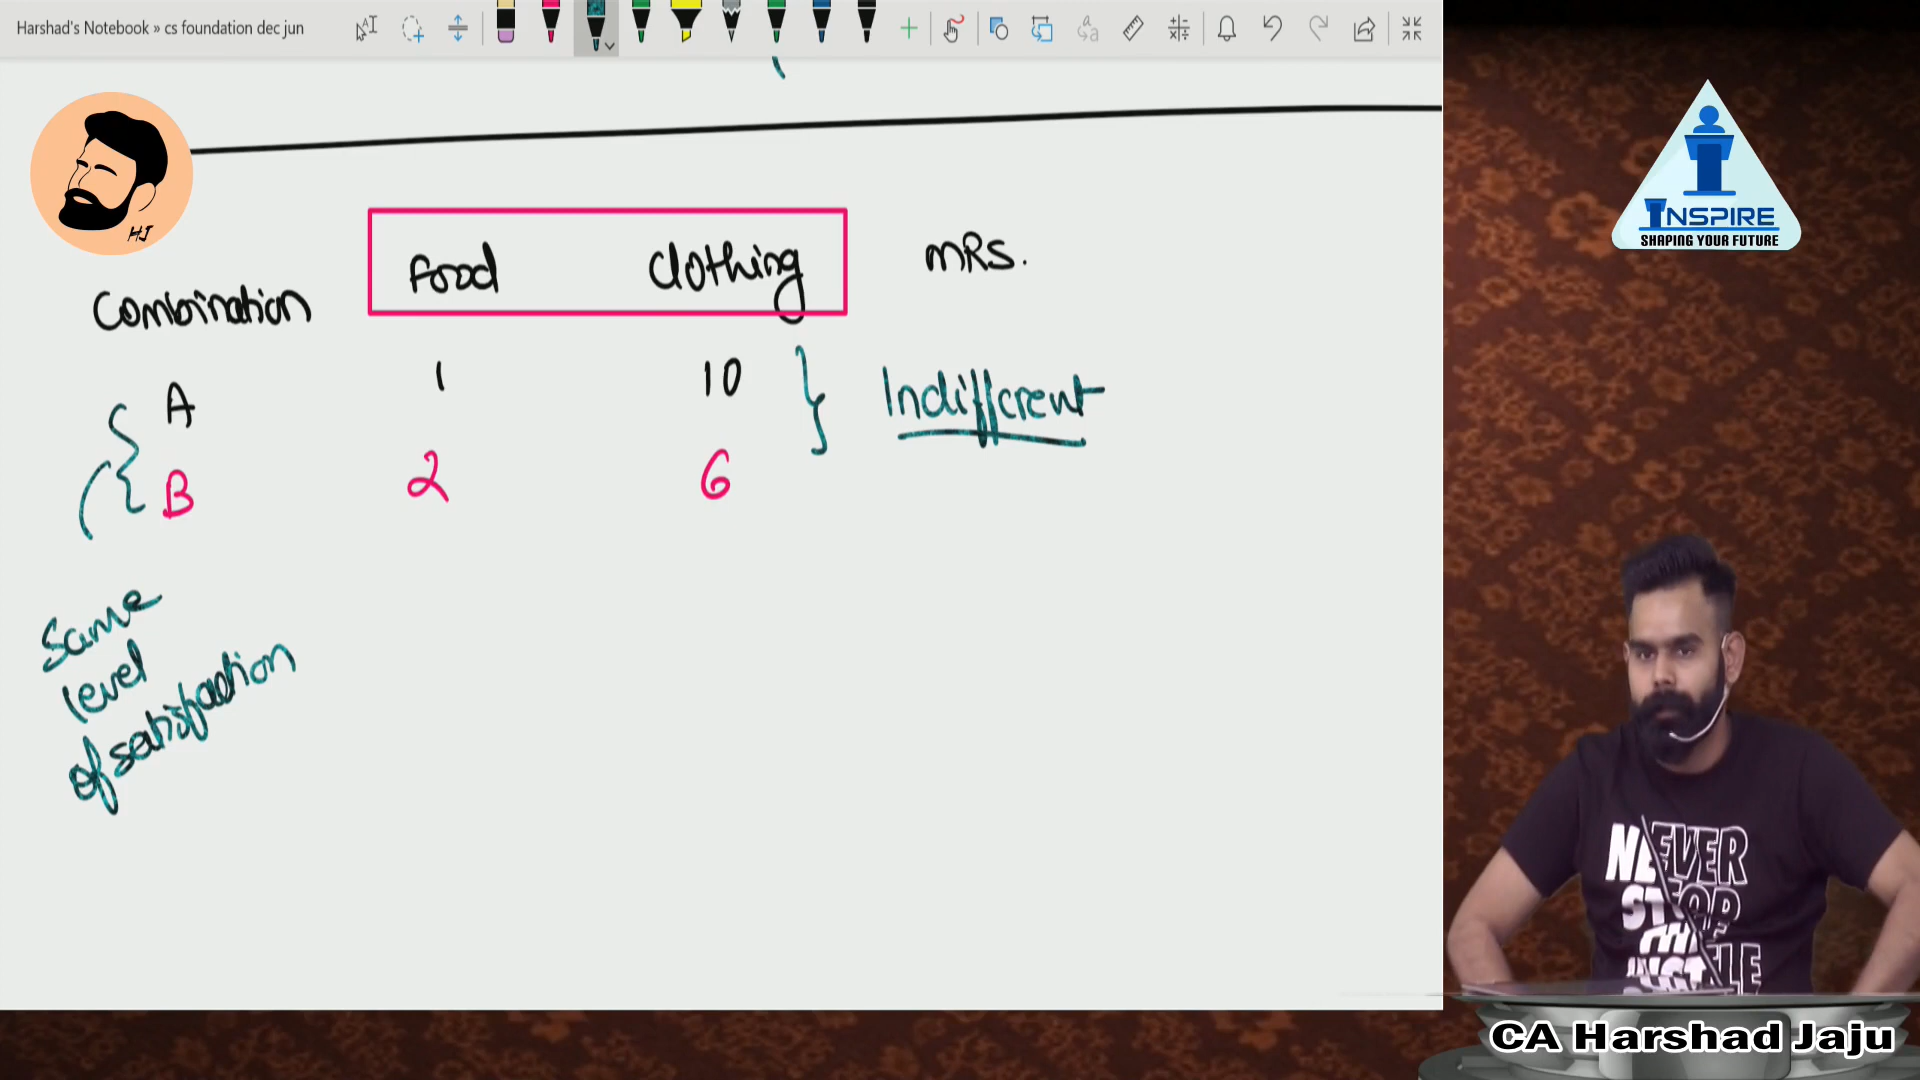 Harshad's Notebook » cs foundation dec jun
HJ
INSPIRE
SHAPING YOUR FUTURE
Combination Food Clothing MRS.
A 1 10
Indifferent
B 2 6
Same
level
of satisfaction
NEVER
STOP
THE
CA Harshad Jaju